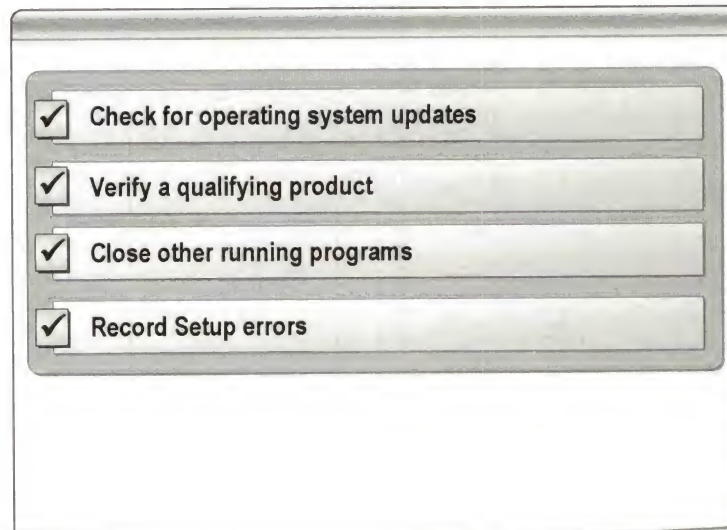 Check for operating system updates
Verify a qualifying product
Close other running programs
Record Setup errors